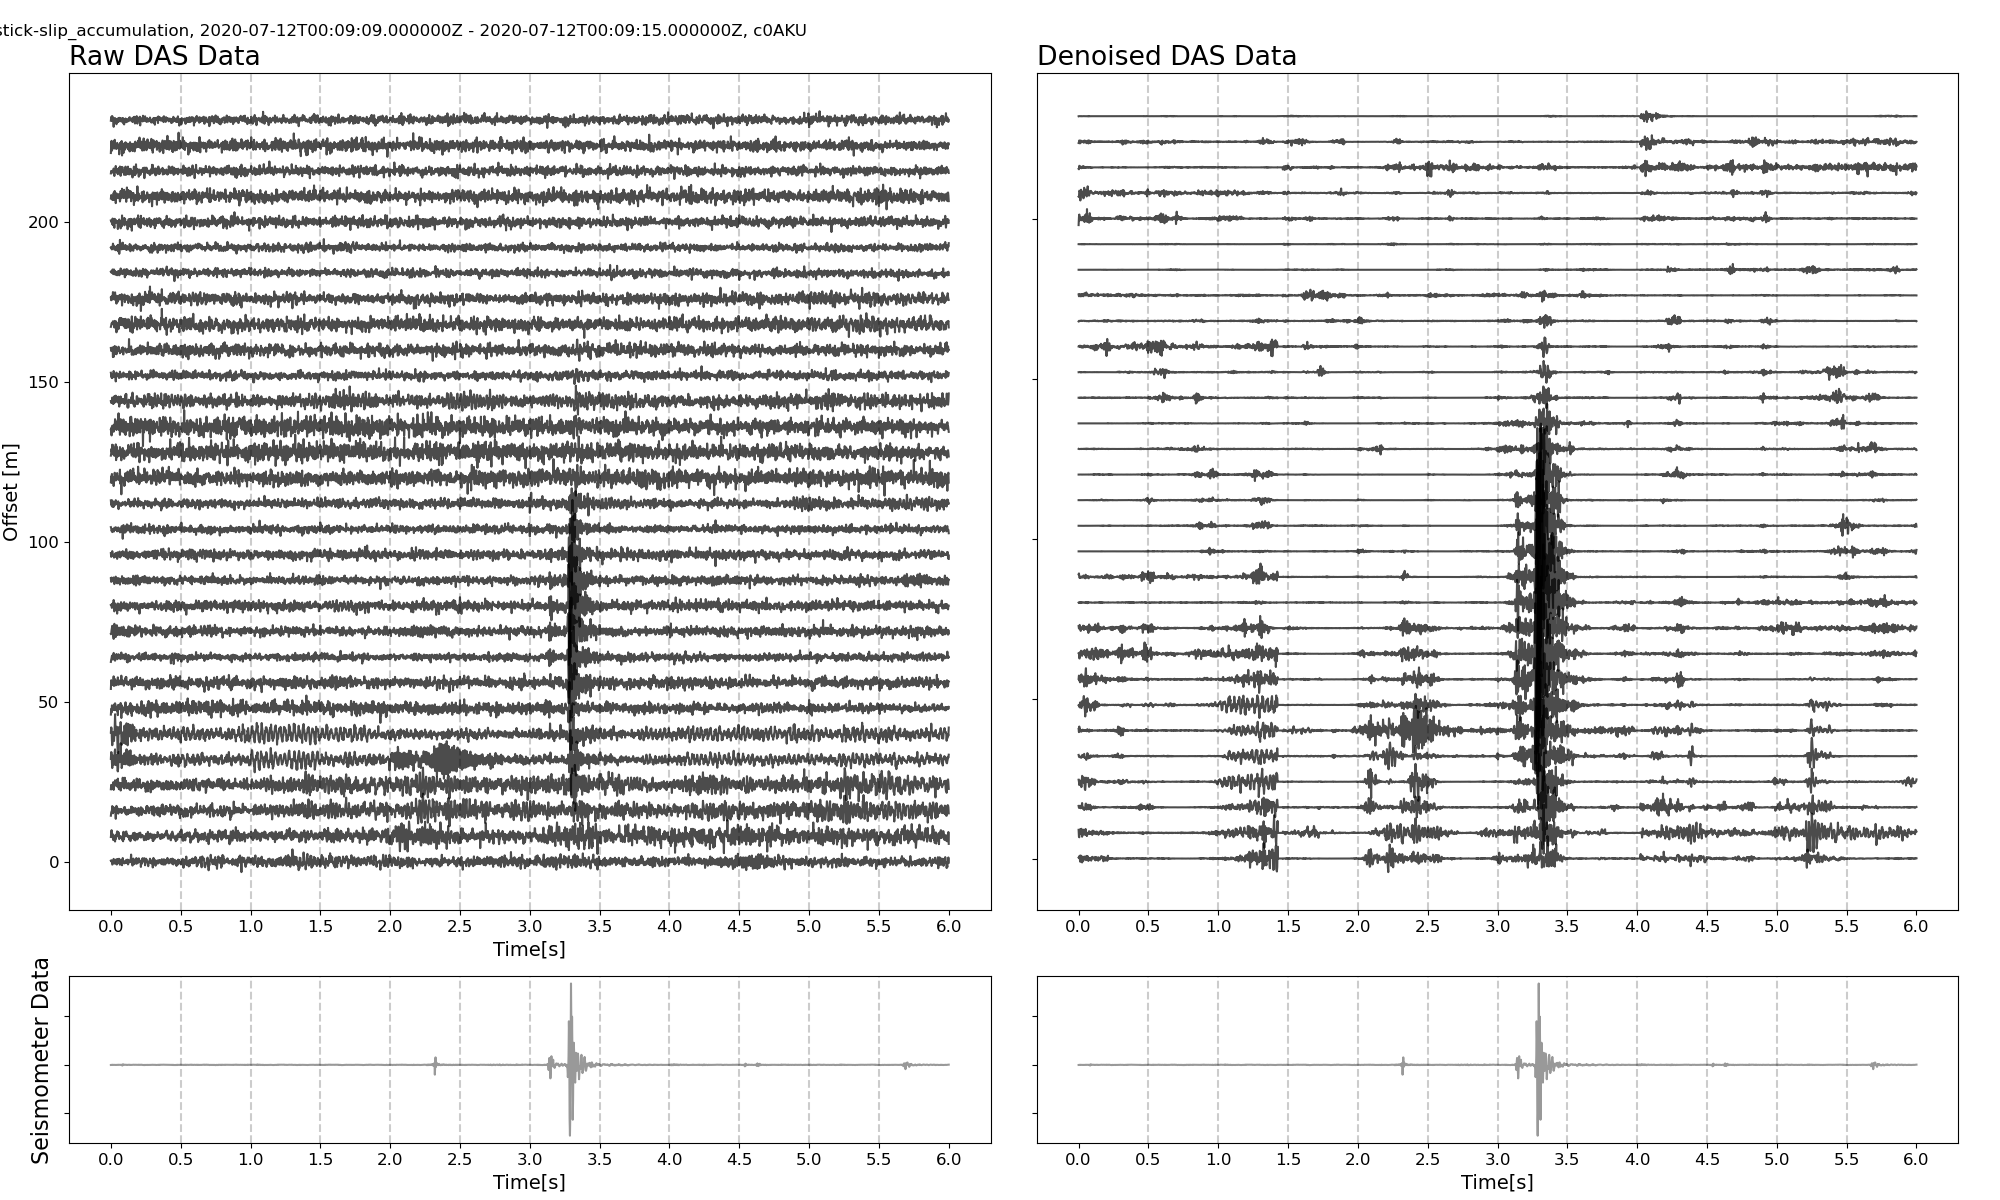 stick-slip_accumulation, 2020-07-12T00:09:09.000000Z - 2020-07-12T00:09:15.000000Z, c0AKU
Raw DAS Data
Denoised DAS Data
Offset [m]
200
150
100
50
0
0.0 0.5 1.0 1.5 2.0 2.5 3.0 3.5 4.0 4.5 5.0 5.5 6.0
Time[s]
0.0 0.5 1.0 1.5 2.0 2.5 3.0 3.5 4.0 4.5 5.0 5.5 6.0
Seismometer Data
0.0 0.5 1.0 1.5 2.0 2.5 3.0 3.5 4.0 4.5 5.0 5.5 6.0
Time[s]
0.0 0.5 1.0 1.5 2.0 2.5 3.0 3.5 4.0 4.5 5.0 5.5 6.0
Time[s]